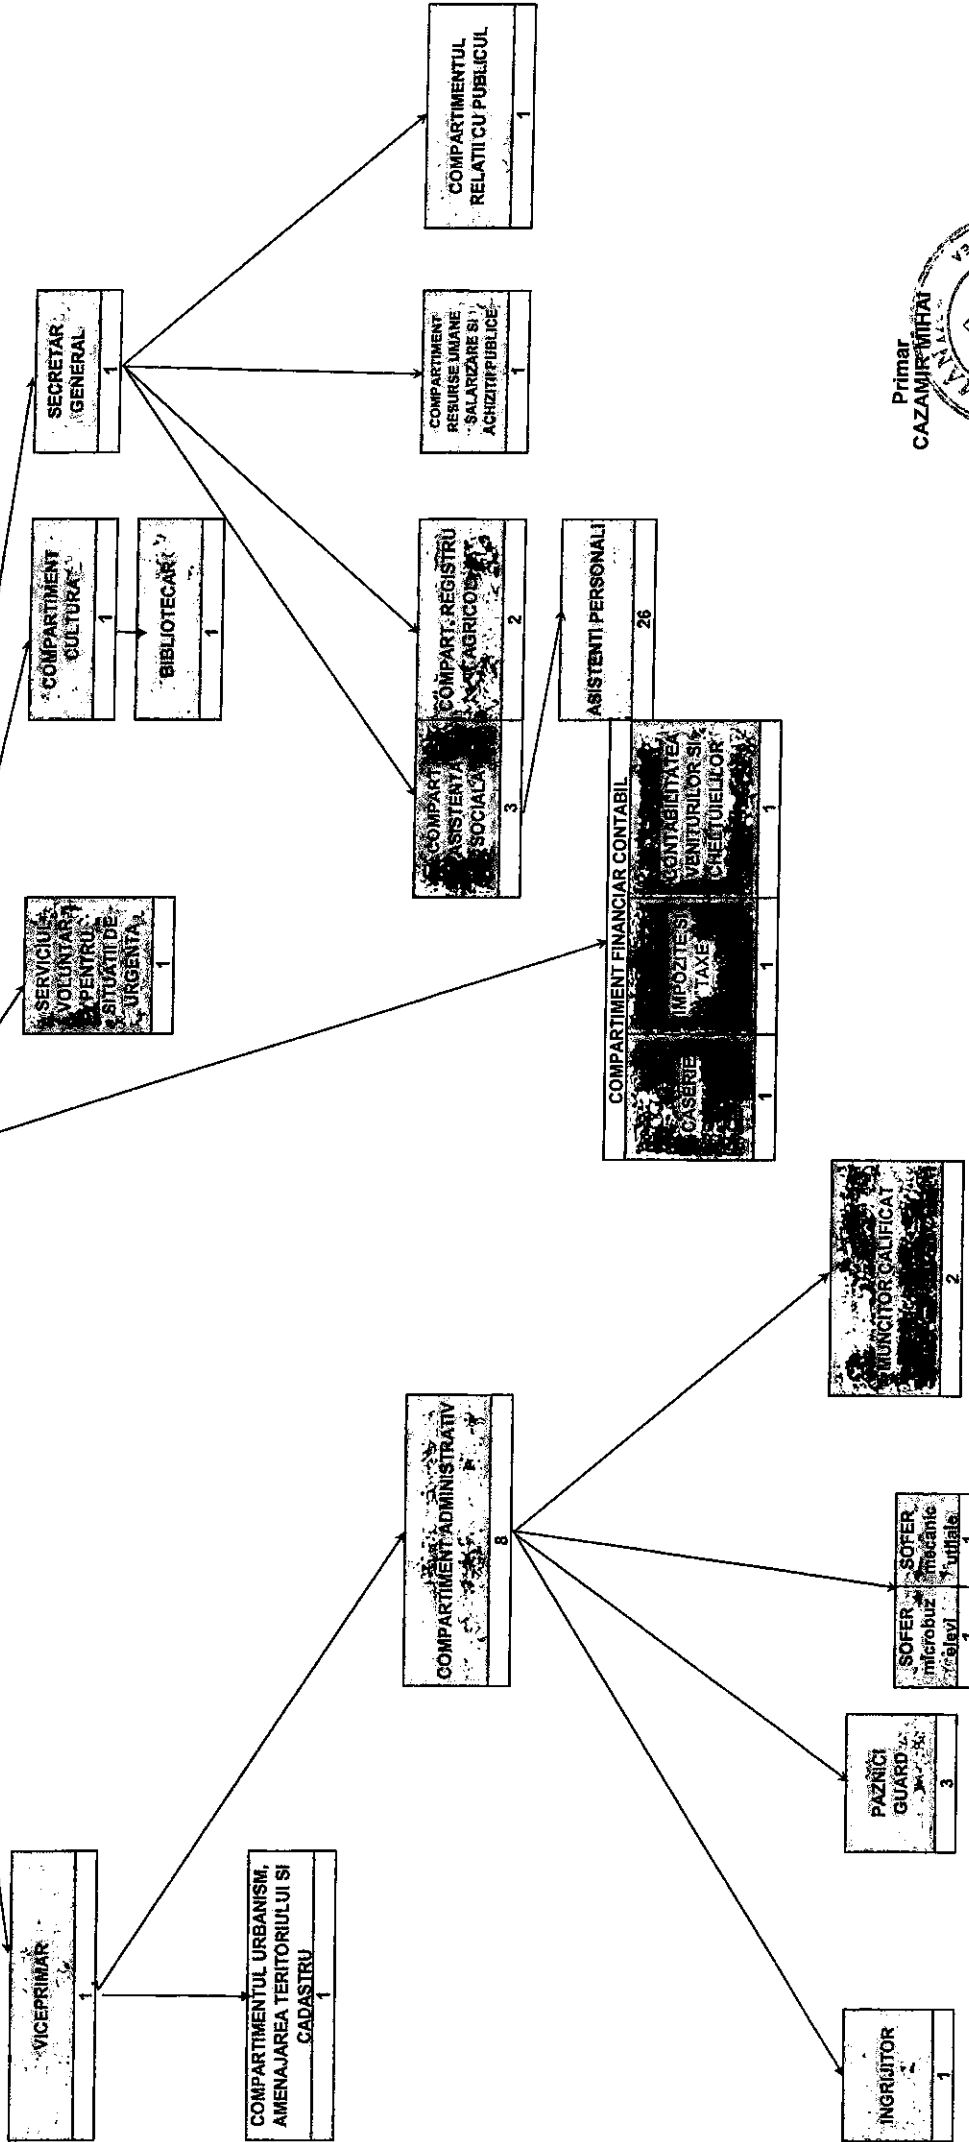 VICEPRIMAR
1
COMPARTIMENTUL URBANISM,
AMENAJAREA TERITORIULUI SI
CADASTRU
1
SERVICIUL
VOLUNTAR
PENTRU
SITUATII DE
URGENTA
1
COMPARTIMENT
CULTURA
1
BIBLIOTECAR
1
SECRETAR
GENERAL
1
COMPARTIMENT ADMINISTRATIV
8
COMPART
ASISTENTA
SOCIALA
3
COMPART. REGISTRU
AGRICOL
2
COMPARTIMENT
RESURSE UMANE
SALARIZARE SI
ACHIZITII PUBLICE
1
COMPARTIMENTUL
RELATII CU PUBLICUL
1
ASISTENTI PERSONALI
26
COMPARTIMENT FINANCIAR CONTABIL
CASERIE
1
IMPOZITE SI
TAXE
1
CONTABILITATEA
VENITURILOR SI
CHELTUIELILOR
1
INGRIJITOR
1
PAZNICI
GUARD
3
SOFER
microbuz
elevi
1
SOFER
mecanic
utilaje
1
MUNCITOR CALIFICAT
2
Primar
CAZAMIR MIHAI